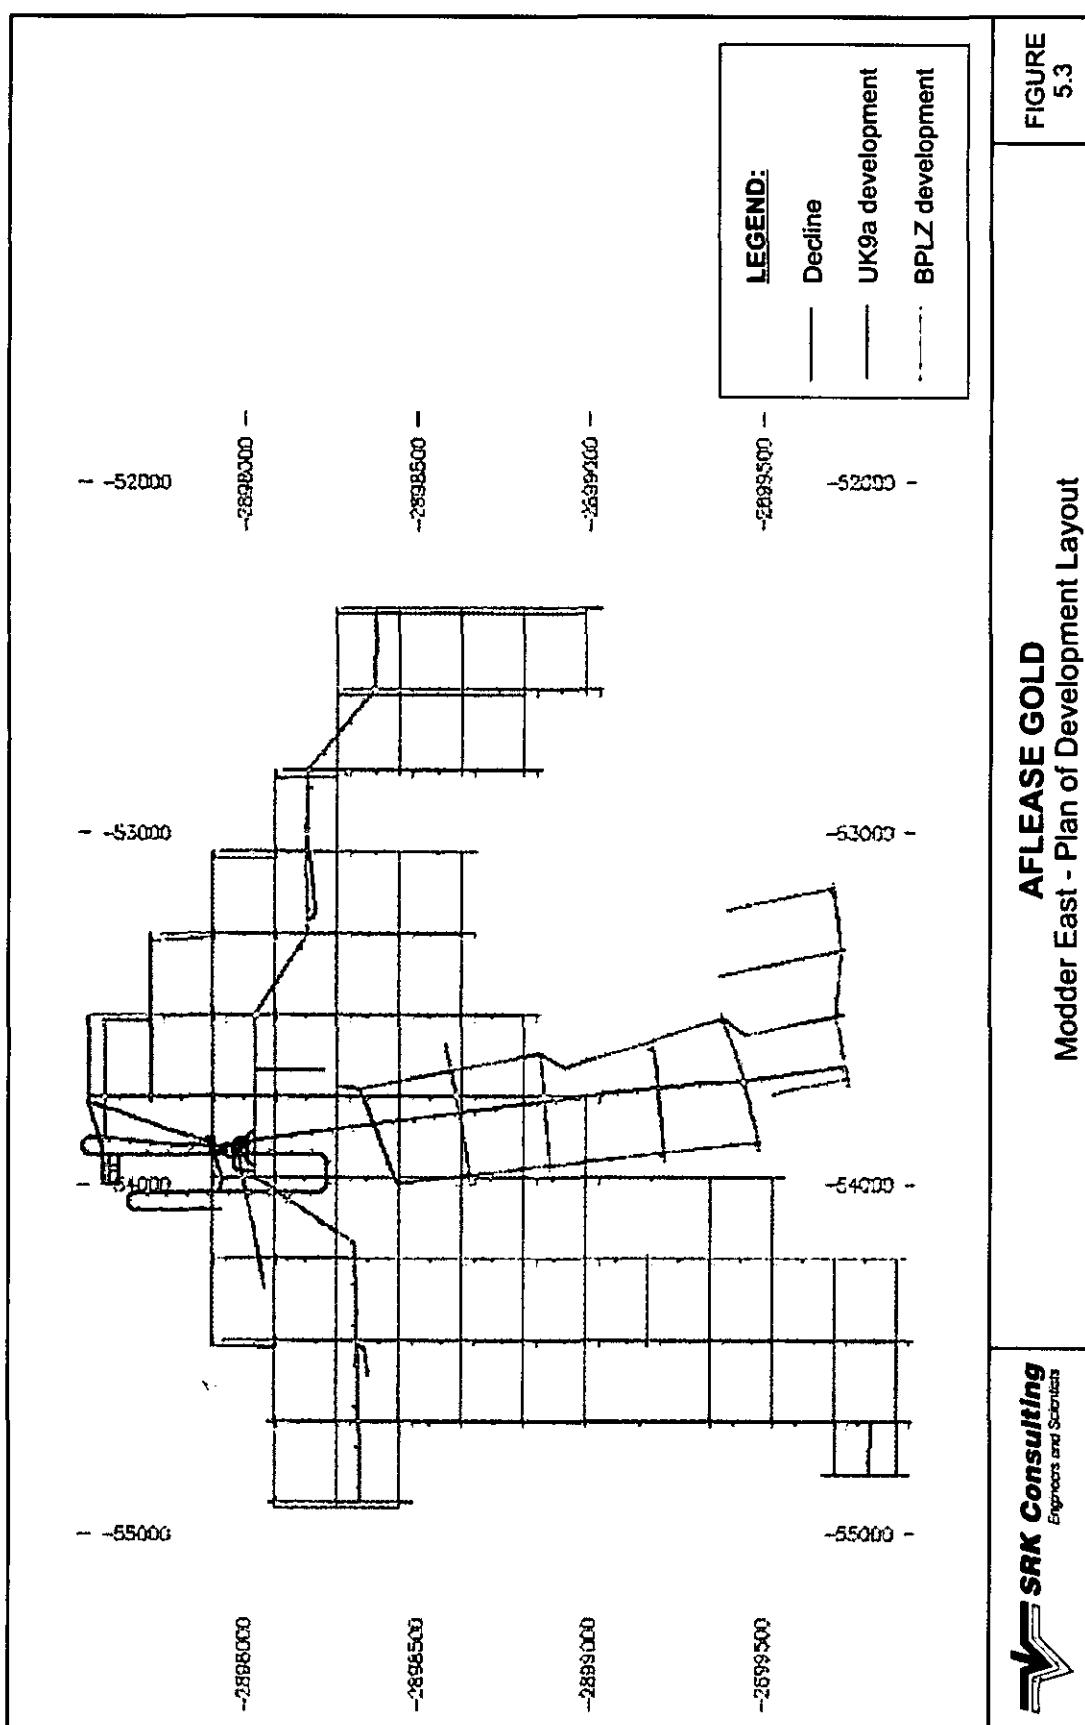 -52000
-2898000
-2898500
-2899000
-2899500
-52000
-53000
-53000
-54000
-54000
-55000
-55000
-2898000
-2898500
-2899000
-2899500
LEGEND:
Decline
UK9a development
BPLZ development
SRK Consulting
Engineers and Scientists
AFLEASE GOLD
Modder East - Plan of Development Layout
FIGURE
5.3